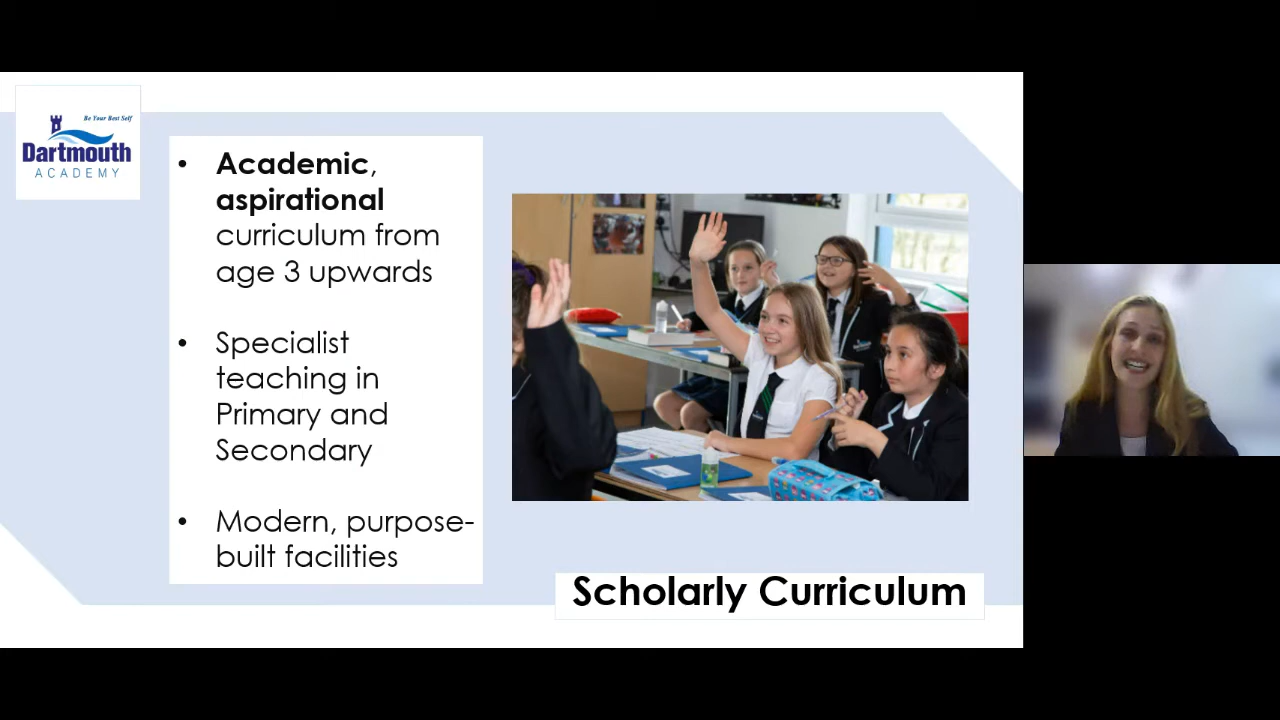 Be Your Best Self
Dartmouth
ACADEMY
• Academic,
aspirational
curriculum from
age 3 upwards
• Specialist
teaching in
Primary and
Secondary
• Modern, purpose-
built facilities
Scholarly Curriculum